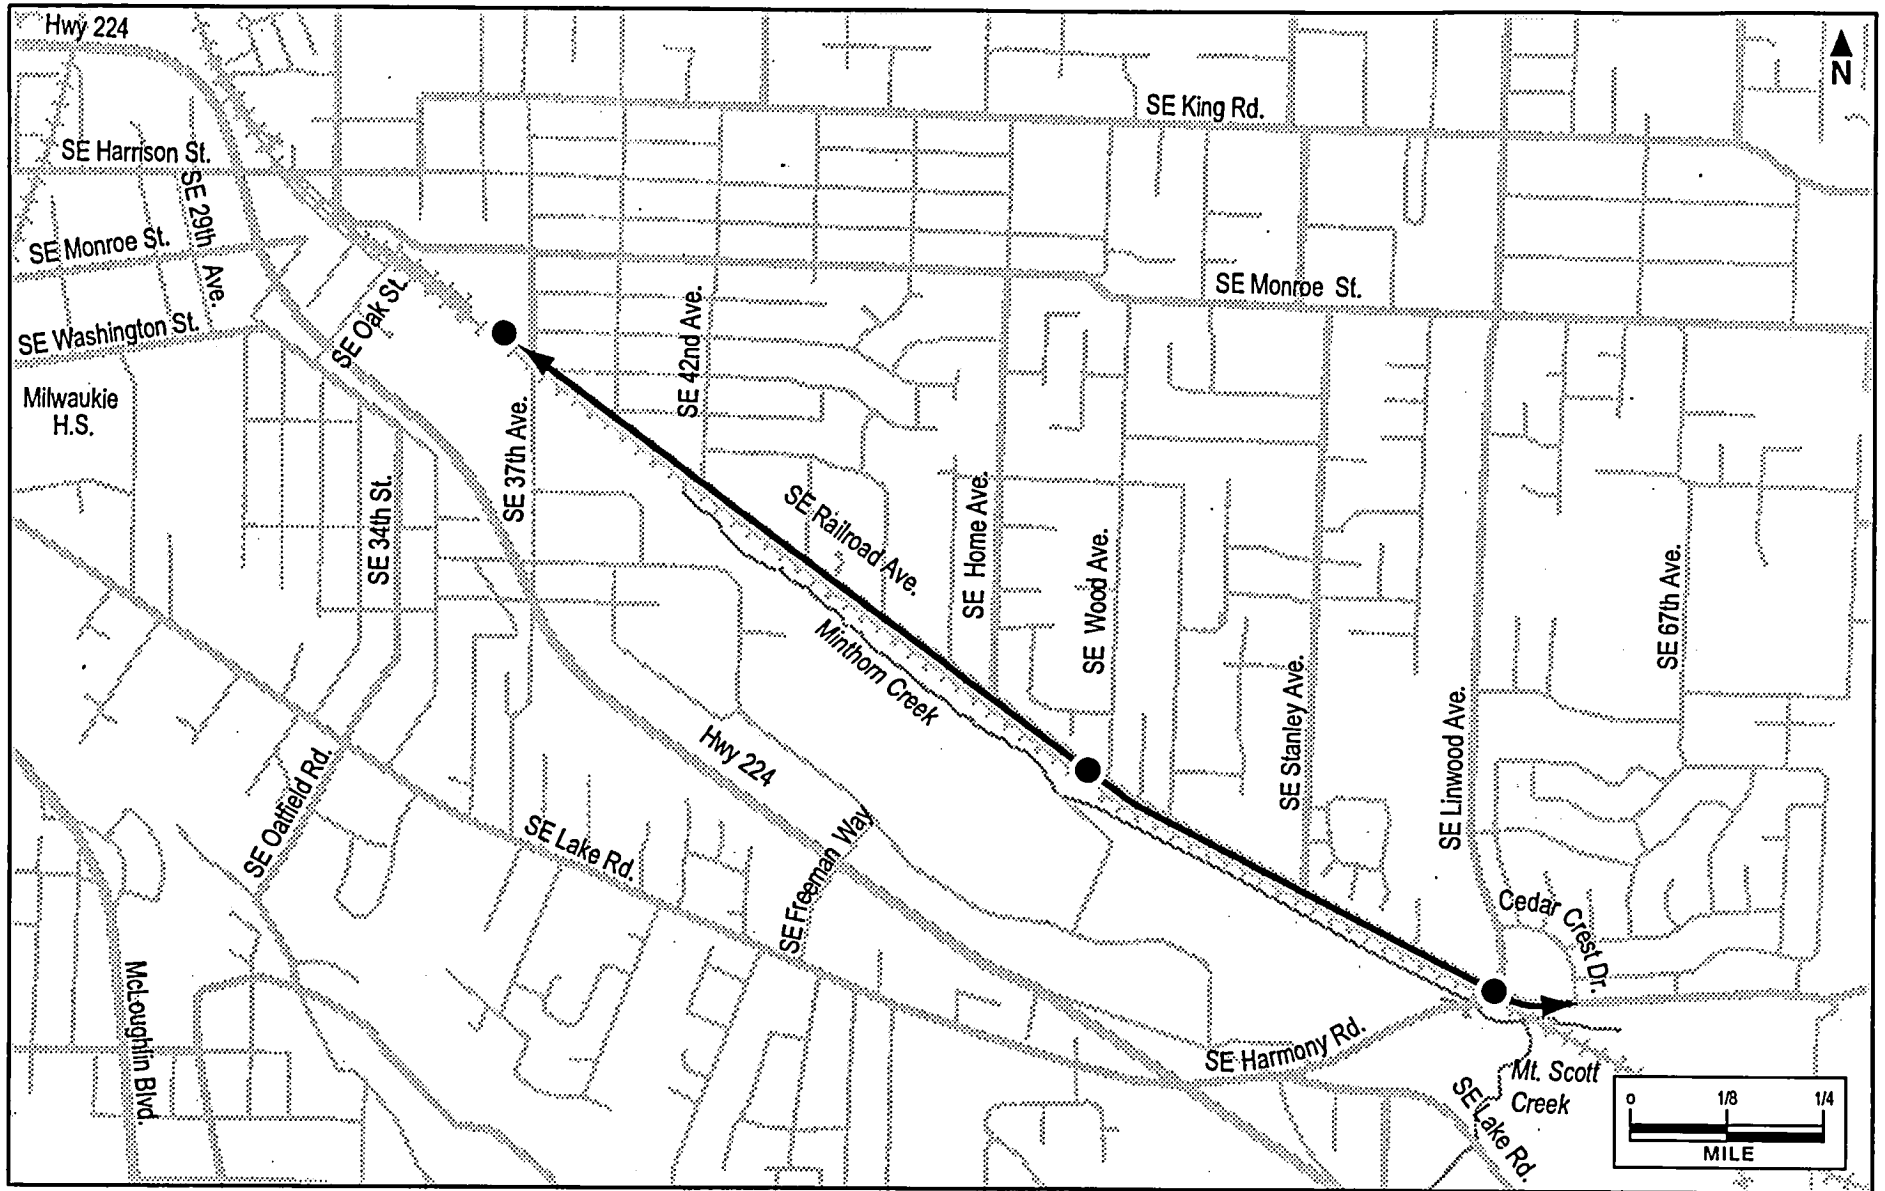 Hwy 224
N
SE King Rd.
SE Harrison St.
SE 29th Ave.
SE Monroe St.
SE Monroe St.
SE Washington St.
SE Oak St.
SE 42nd Ave.
Milwaukie
H.S.
SE 37th Ave.
SE 34th St.
SE Railroad Ave.
SE Home Ave.
SE Wood Ave.
SE 67th Ave.
Minthorn Creek
SE Stanley Ave.
SE Linwood Ave.
Hwy 224
SE Oatfield Rd.
SE Lake Rd.
SE Freeman Way
Cedar Crest Dr.
McLoughlin Blvd.
SE Harmony Rd.
Mt. Scott
Creek
SE Lake Rd.
0 1/8 1/4
MILE